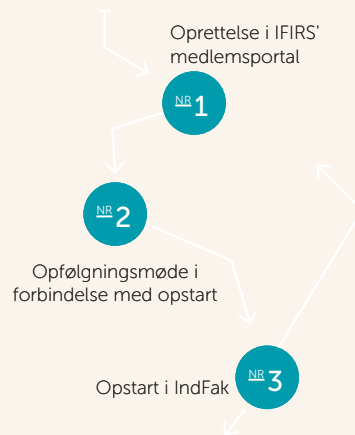 Oprettelse i IFIRS'
medlemsportal
NR 1
NR 2
Opfølgningsmøde i
forbindelse med opstart
Opstart i IndFak
NR 3